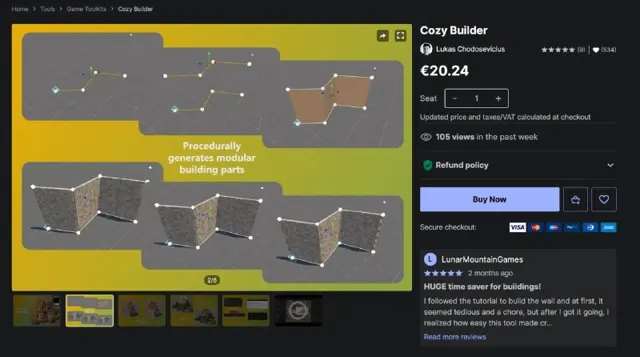 Home > Tools > Game Toolkits > Cozy Builder
Procedurally
generates modular
building parts
2/6
Cozy Builder
Lukas Chodosevicius
(9) | (534)
€20.24
Seat - 1 +
Updated price and taxes/VAT calculated at checkout
105 views in the past week
Refund policy
Buy Now
Secure checkout: VISA
L LunarMountainGames
2 months ago
HUGE time saver for buildings!
I followed the tutorial to build the wall and at first, it
seemed tedious and a chore, but after I got it going, I
realized how easy this tool made cr...
Read more reviews